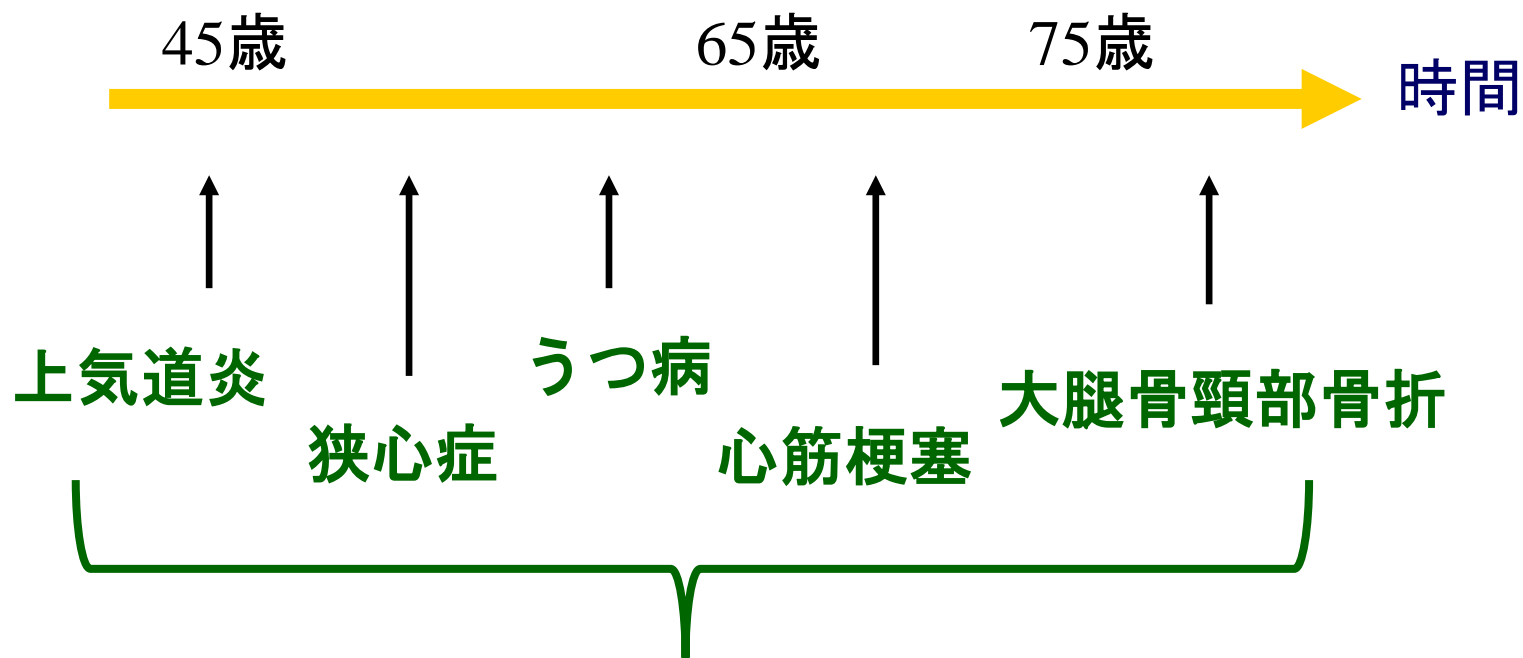 45歳
65歳
75歳
時間
上気道炎
狭心症
うつ病
心筋梗塞
大腿骨頸部骨折